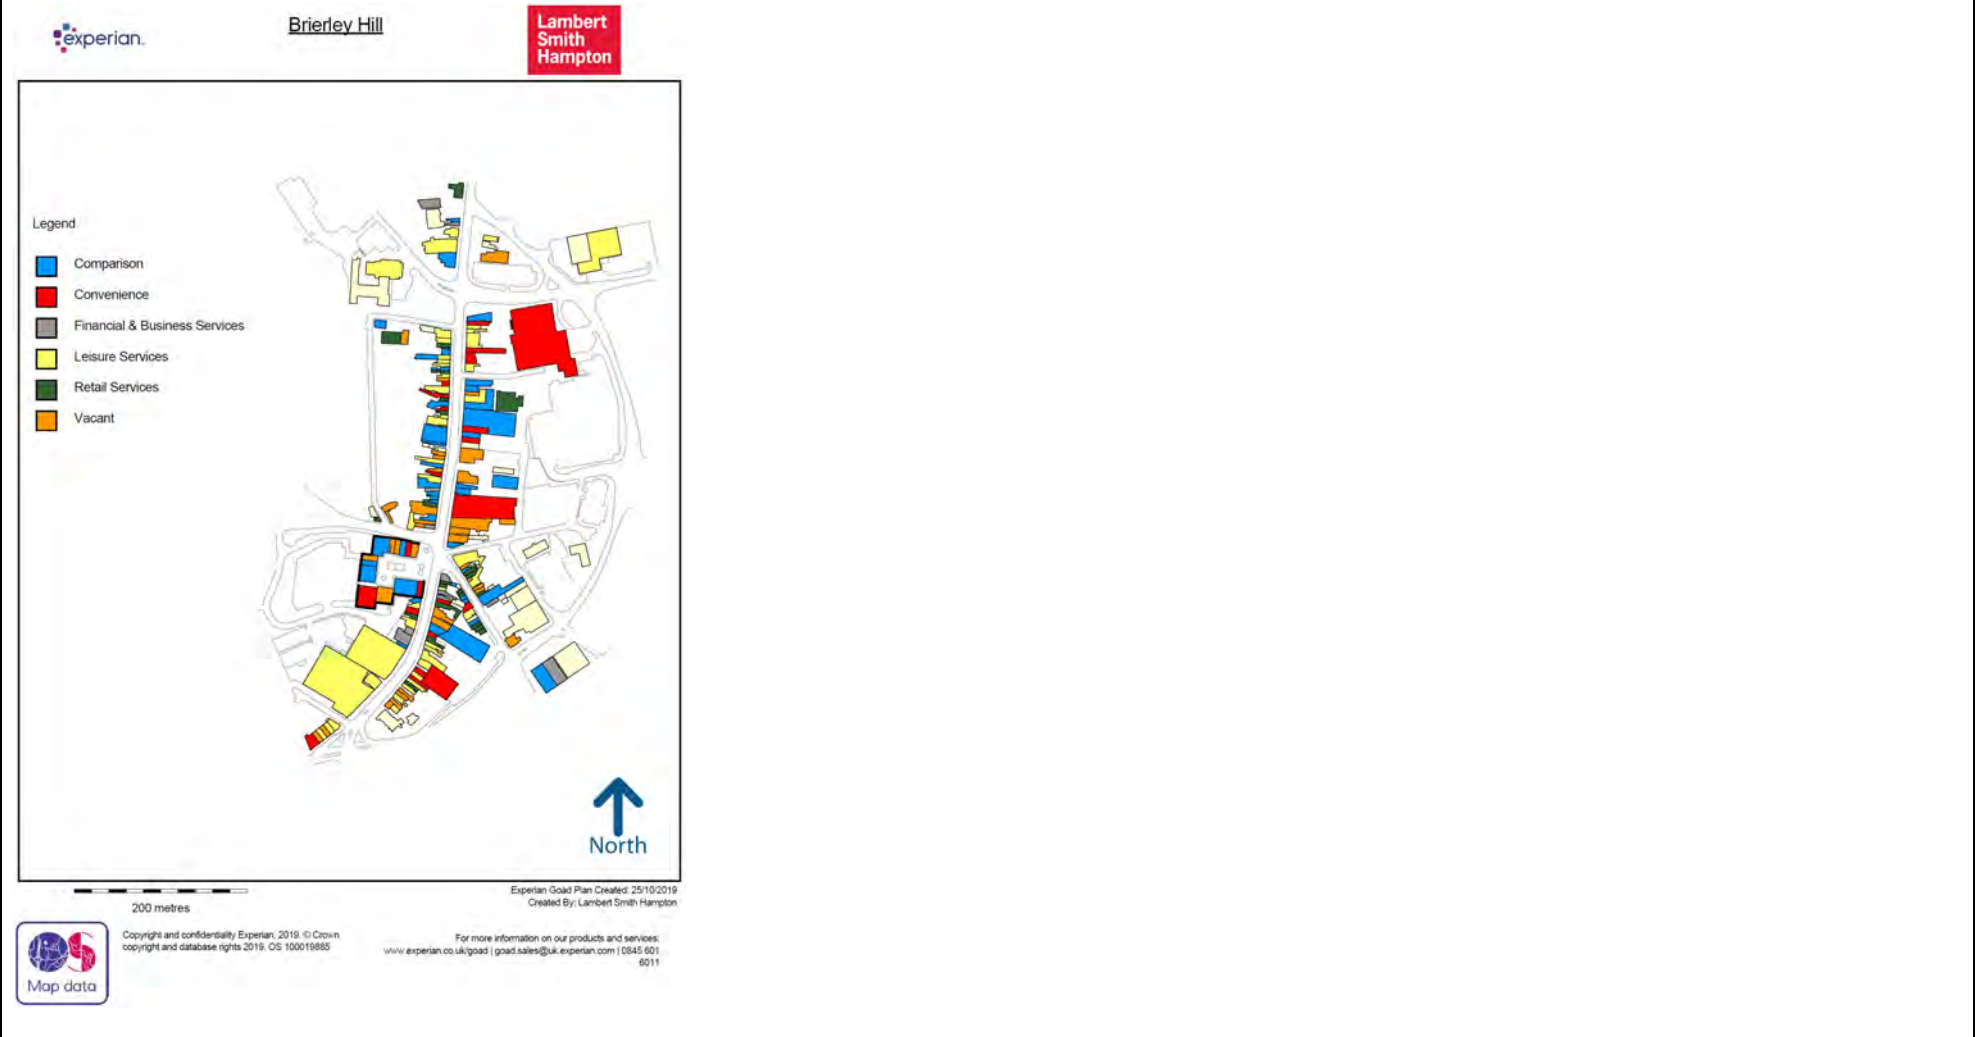 experian.
Brierley Hill
Lambert
Smith
Hampton
Legend
Comparison
Convenience
Financial & Business Services
Leisure Services
Retail Services
Vacant
North
200 metres
Experian Goad Plan Created: 25/10/2019
Created By: Lambert Smith Hampton
Copyright and confidentiality Experian, 2019. © Crown
copyright and database rights 2019. OS 100019885
For more information on our products and services:
www.experian.co.uk/goad | goad.sales@uk.experian.com | 0845 601
6011
OS
Map data